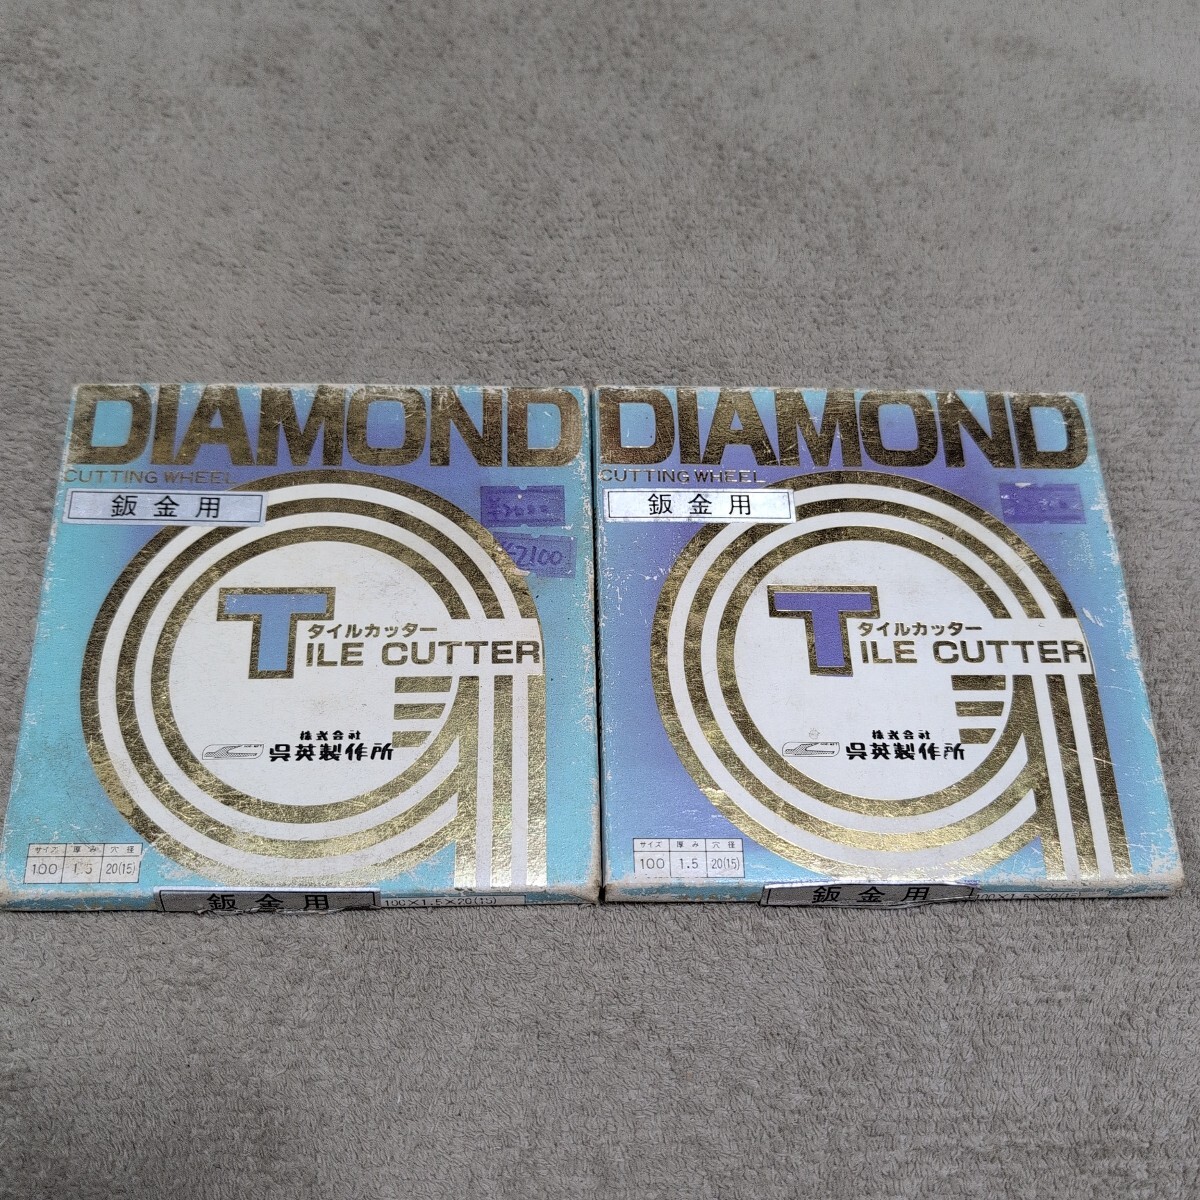 DIAMOND
CUTTING WHEEL
鈑金用
¥2100
タイルカッター
TILE CUTTER
株式会社
呉英製作所
サイズ 厚み 穴径
100 1.5 20(15)
鈑金用
100×1.5×20(15)
DIAMOND
CUTTING WHEEL
鈑金用
タイルカッター
TILE CUTTER
株式会社
呉英製作所
サイズ 厚み 穴径
100 1.5 20(15)
鈑金用